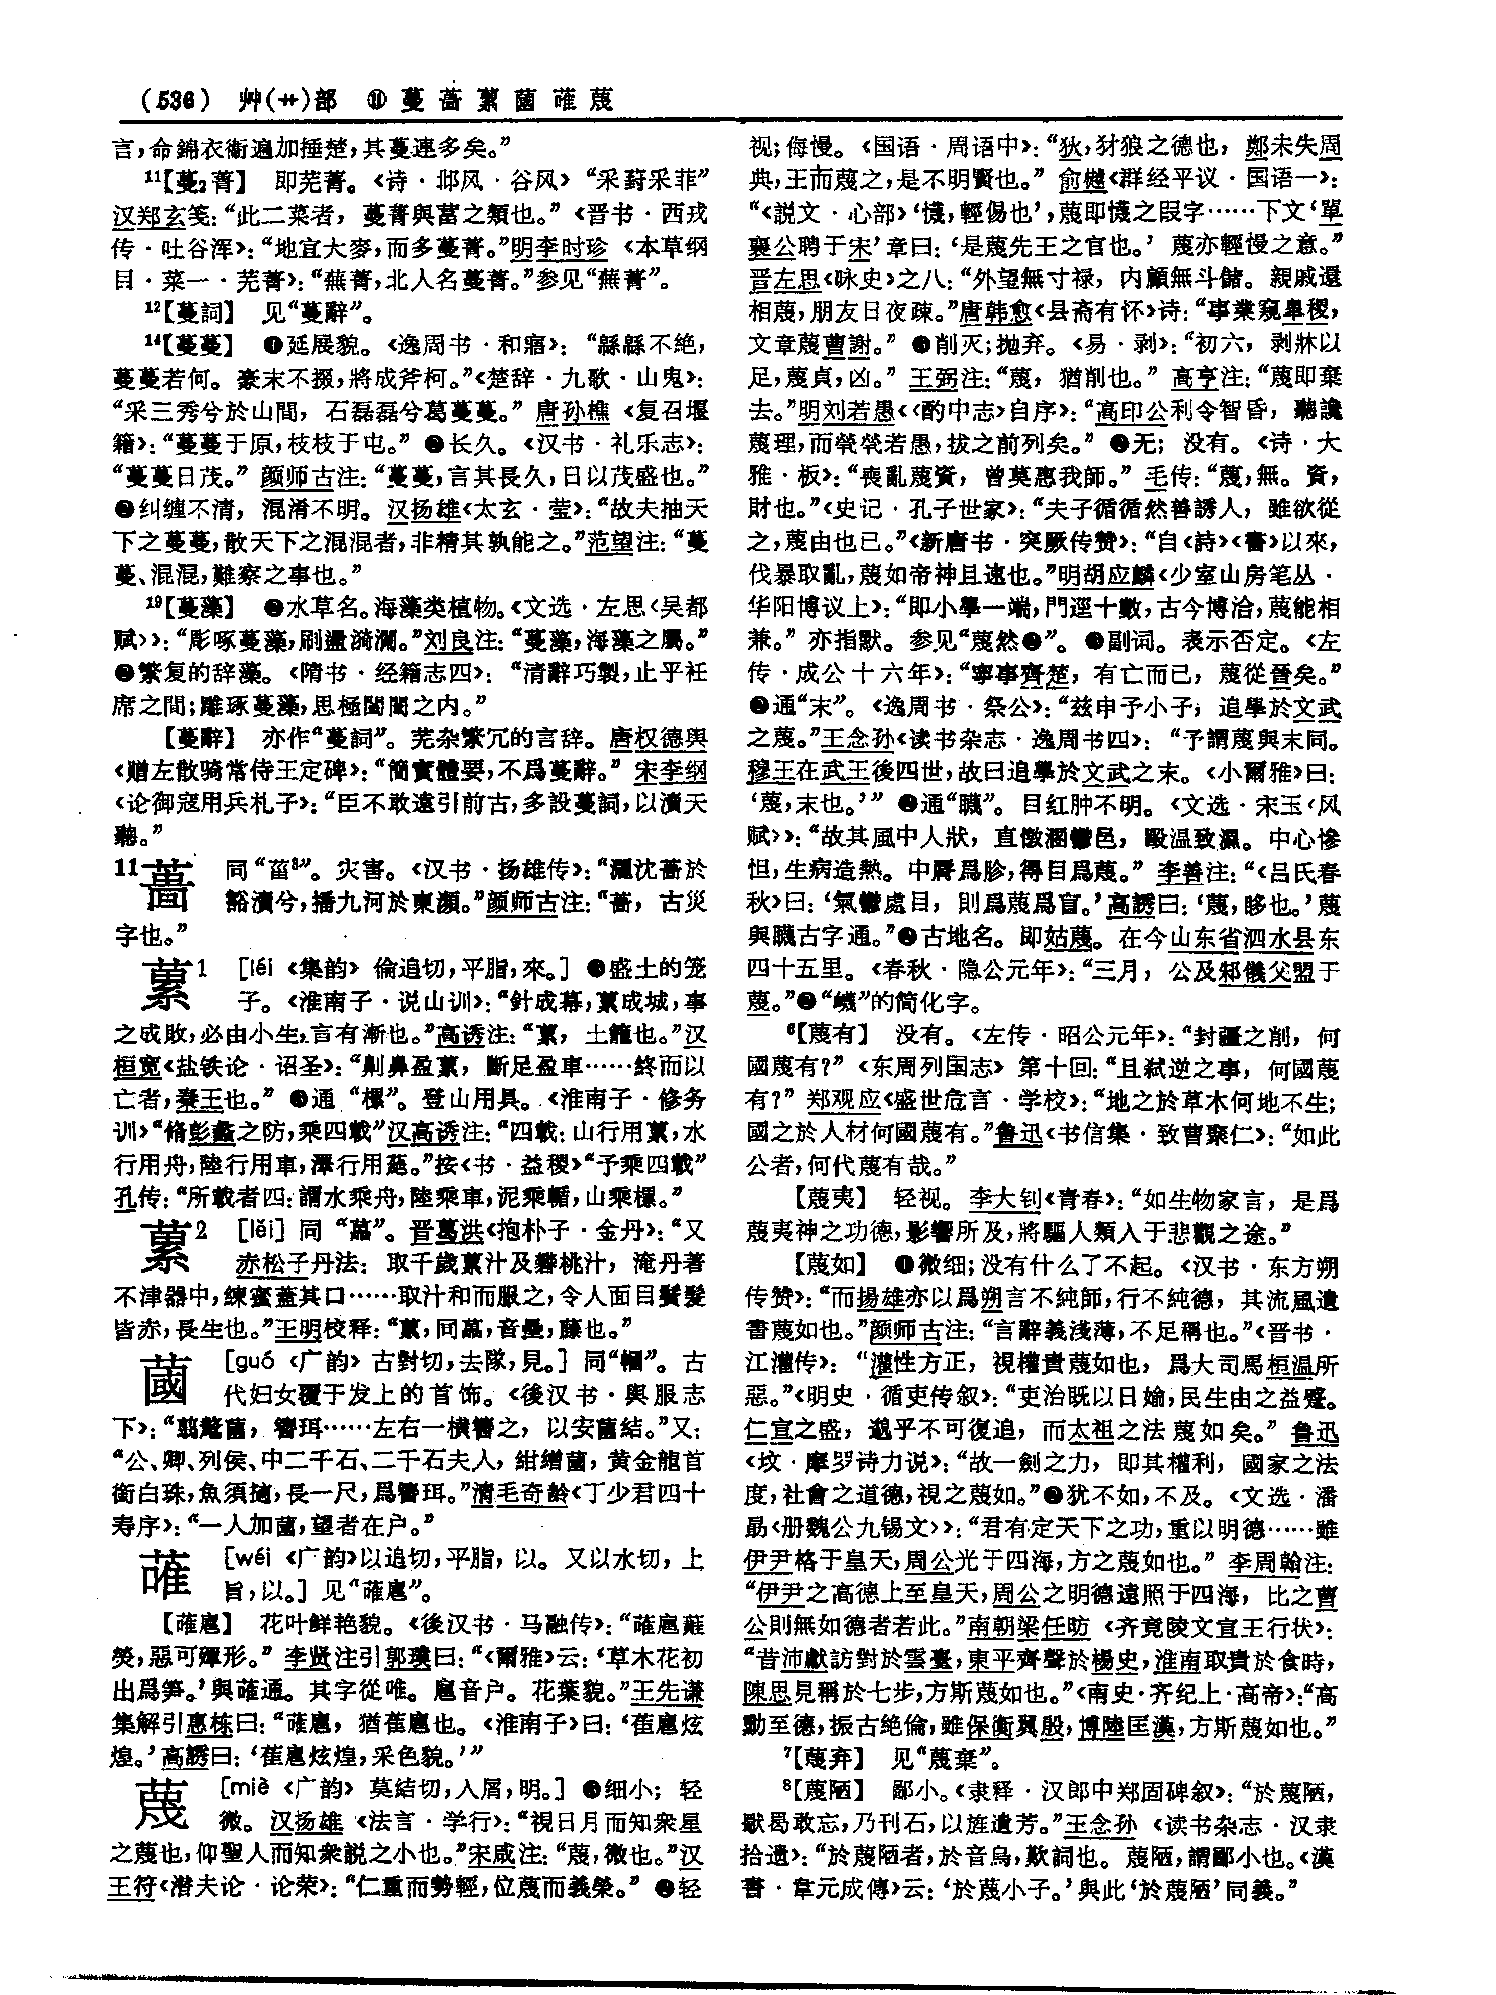 (536) 艸(艹)部 ⑪ 蔓菑蔂蔮蓶蔑
言，命錦衣衛遍加捶楚，其蔓連多矣。”
11【蔓₂菁】 即芜菁。《诗·邶风·谷风》“采葑采菲”
汉郑玄笺：“此二菜者，蔓菁與葍之類也。”《晋书·西戎
传·吐谷浑》：“地宜大麥，而多蔓菁。”明李时珍《本草纲
目·菜一·芜菁》：“蕪菁，北人名蔓菁。”参见“蕪菁”。
12【蔓詞】 见“蔓辭”。
14【蔓蔓】 ❶延展貌。《逸周书·和寤》：“緜緜不绝，
蔓蔓若何。豪末不掇，將成斧柯。”《楚辞·九歌·山鬼》：
“采三秀兮於山間，石磊磊兮葛蔓蔓。”唐孙樵《复召堰
籍》：“蔓蔓于原，枝枝于屯。”❷长久。《汉书·礼乐志》：
“蔓蔓日茂。”颜师古注：“蔓蔓，言其長久，日以茂盛也。”
❸纠缠不清，混淆不明。汉扬雄《太玄·莹》：“故夫抽天
下之蔓蔓，散天下之混混者，非精其孰能之。”范望注：“蔓
蔓、混混，難察之事也。”
19【蔓藻】 ❶水草名。海藻类植物。《文选·左思〈吴都
赋〉》：“彫啄蔓藻，刷盪漪瀾。”刘良注：“蔓藻，海藻之屬。”
❷繁复的辞藻。《隋书·经籍志四》：“清辭巧製，止乎衽
席之間；雕琢蔓藻，思極閨闈之内。”
【蔓辭】 亦作“蔓詞”。芜杂繁冗的言辞。唐权德舆
《赠左散骑常侍王定碑》：“簡實體要，不爲蔓辭。”宋李纲
《论御寇用兵札子》：“臣不敢遠引前古，多設蔓詞，以瀆天
聽。”
11 蔷 同“菑³”。灾害。《汉书·扬雄传》：“灑沈菑於
豁瀆兮，播九河於東瀕。”颜师古注：“菑，古災
字也。”
蔂1 [léi 《集韵》倫追切，平脂，來。] ❶盛土的笼
子。《淮南子·说山训》：“針成幕，蔂成城，事
之成敗，必由小生，言有漸也。”高诱注：“蔂，土籠也。”汉
桓宽《盐铁论·诏圣》：“劓鼻盈蔂，斷足盈車……終而以
亡者，秦王也。”❷通“樏”。登山用具。《淮南子·修务
训》“脩彭蠡之防，乘四載”汉高诱注：“四載：山行用蔂，水
行用舟，陸行用車，澤行用蕝。”按《书·益稷》“予乘四載”
孔传：“所載者四：謂水乘舟，陸乘車，泥乘輴，山乘樏。”
蔂2 [lěi] 同“藟”。晋葛洪《抱朴子·金丹》：“又
赤松子丹法：取千歲蔂汁及礬桃汁，淹丹著
不津器中，練蜜蓋其口……取汁和而服之，令人面目鬢髮
皆赤，長生也。”王明校释：“蔂，同藟，音壘，藤也。”
蔮 [guó 《广韵》古對切，去隊，見。] 同“幗”。古
代妇女覆于发上的首饰。《後汉书·舆服志
下》：“翦氂蔮，簪珥……左右一横簪之，以安蔮結。”又：
“公、卿、列侯、中二千石、二千石夫人，紺繒蔮，黄金龍首
銜白珠，魚須擿，長一尺，爲簪珥。”清毛奇龄《丁少君四十
寿序》：“一人加蔮，望者在户。”
蓶 [wéi 《广韵》以追切，平脂，以。又以水切，上
旨，以。] 见“蓶扈”。
【蓶扈】 花叶鲜艳貌。《後汉书·马融传》：“蓶扈蘳
熒，惡可殫形。”李贤注引郭璞曰：“《爾雅》云：‘草木花初
出爲笋。’與蓶通。其字從唯。扈音户。花葉貌。”王先谦
集解引惠栋曰：“蓶扈，猶萑扈也。《淮南子》曰：‘萑扈炫
煌。’高誘曰：‘萑扈炫煌，采色貌。’”
蔑 [miè 《广韵》莫結切，入屑，明。] ❶细小；轻
微。汉扬雄《法言·学行》：“視日月而知衆星
之蔑也，仰聖人而知衆說之小也。”宋咸注：“蔑，微也。”汉
王符《潜夫论·论荣》：“仁重而勢輕，位蔑而義榮。”❷轻
视；侮慢。《国语·周语中》：“狄，豺狼之德也，鄭未失周
典，王而蔑之，是不明賢也。”俞樾《群经平议·国语一》：
“《説文·心部》‘懱，輕傷也’，蔑即懱之叚字……下文‘單
襄公聘于宋’章曰：‘是蔑先王之官也。’蔑亦輕慢之意。”
晋左思《咏史》之八：“外望無寸禄，内顧無斗儲。親戚還
相蔑，朋友日夜疎。”唐韩愈《县斋有怀》诗：“事業窺皋稷，
文章蔑曹謝。”❸削灭；抛弃。《易·剥》：“初六，剥牀以
足，蔑貞，凶。”王弼注：“蔑，猶削也。”高亨注：“蔑即棄
去。”明刘若愚《〈酌中志〉自序》：“高印公利令智昏，聽讒
蔑理，而煢煢若愚，拔之前列矣。”❹无；没有。《诗·大
雅·板》：“喪亂蔑資，曾莫惠我師。”毛传：“蔑，無。資，
財也。”《史记·孔子世家》：“夫子循循然善誘人，雖欲從
之，蔑由也已。”《新唐书·突厥传赞》：“自《詩》《書》以來，
伐暴取亂，蔑如帝神且速也。”明胡应麟《少室山房笔丛·
华阳博议上》：“即小學一端，門逕十數，古今博洽，蔑能相
兼。”亦指默。参见“蔑然❷”。❺副词。表示否定。《左
传·成公十六年》：“寧事齊楚，有亡而已，蔑從晉矣。”
❻通“末”。《逸周书·祭公》：“兹申予小子，追學於文武
之蔑。”王念孙《读书杂志·逸周书四》：“予謂蔑與末同。
穆王在武王後四世，故曰追學於文武之末。《小爾雅》曰：
‘蔑，末也。’”❼通“䁾”。目红肿不明。《文选·宋玉〈风
赋〉》：“故其風中人狀，直憞溷鬱邑，毆温致濕。中心慘
怛，生病造熱。中脣爲胗，得目爲蔑。”李善注：“《吕氏春
秋》曰：‘氣鬱處目，則爲蔑爲盲。’高誘曰：‘蔑，眵也。’蔑
與䁾古字通。”❽古地名。即姑蔑。在今山东省泗水县东
四十五里。《春秋·隐公元年》：“三月，公及邾儀父盟于
蔑。”❾“衊”的简化字。
6【蔑有】 没有。《左传·昭公元年》：“封疆之削，何
國蔑有？”《东周列国志》第十回：“且弑逆之事，何國蔑
有？”郑观应《盛世危言·学校》：“地之於草木何地不生；
國之於人材何國蔑有。”鲁迅《书信集·致曹聚仁》：“如此
公者，何代蔑有哉。”
【蔑夷】 轻视。李大钊《青春》：“如生物家言，是爲
蔑夷神之功德，影響所及，將驅人類入于悲觀之途。”
【蔑如】 ❶微细；没有什么了不起。《汉书·东方朔
传赞》：“而揚雄亦以爲朔言不純師，行不純德，其流風遺
書蔑如也。”颜师古注：“言辭義淺薄，不足稱也。”《晋书·
江灌传》：“灌性方正，視權貴蔑如也，爲大司馬桓温所
惡。”《明史·循吏传叙》：“吏治既以日媮，民生由之益蹙。
仁宣之盛，邈乎不可復追，而太祖之法蔑如矣。”鲁迅
《坟·摩罗诗力说》：“故一劍之力，即其權利，國家之法
度，社會之道德，視之蔑如。”❷犹不如，不及。《文选·潘
勗〈册魏公九锡文〉》：“君有定天下之功，重以明德……雖
伊尹格于皇天，周公光于四海，方之蔑如也。”李周翰注：
“伊尹之高德上至皇天，周公之明德遠照于四海，比之曹
公則無如德者若此。”南朝梁任昉《齐竟陵文宣王行状》：
“昔沛獻訪對於雲臺，東平齊聲於楊史，淮南取貴於食時，
陳思見稱於七步，方斯蔑如也。”《南史·齐纪上·高帝》：“高
勳至德，振古絶倫，雖保衡翼殷，博陸匡漢，方斯蔑如也。”
7【蔑弃】 见“蔑棄”。
8【蔑陋】 鄙小。《隶释·汉郎中郑固碑叙》：“於蔑陋，
歇曷敢忘，乃刊石，以旌遺芳。”王念孙《读书杂志·汉隶
拾遗》：“於蔑陋者，於音烏，歎詞也。蔑陋，謂鄙小也。《漢
書·韋元成傳》云：‘於蔑小子。’與此‘於蔑陋’同義。”